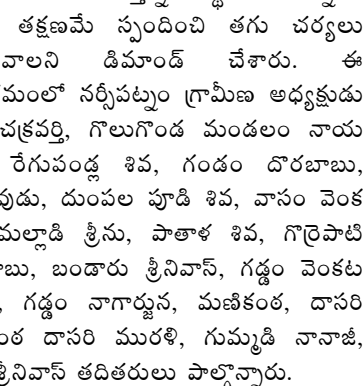 తక్షణమే స్పందించి తగు చర్యలు
వాలని డిమాండ్ చేశారు. ఈ
మంలో నర్సీపట్నం గ్రామీణ అధ్యక్షుడు
చక్రవర్తి, గొలుగొండ మండలం నాయ
రేగుపండ్ల శివ, గండం దొరబాబు,
వుడు, దుంపల పూడి శివ, వాసం వెంక
మల్లాడి శ్రీను, పాతాళ శివ, గొర్రెపాటి
బాబు, బండారు శ్రీనివాస్, గడ్డం వెంకట
, గడ్డం నాగార్జున, మణికంఠ, దాసరి
ంఠ దాసరి మురళి, గుమ్మడి నానాజీ,
శ్రీనివాస్ తదితరులు పాల్గొన్నారు.